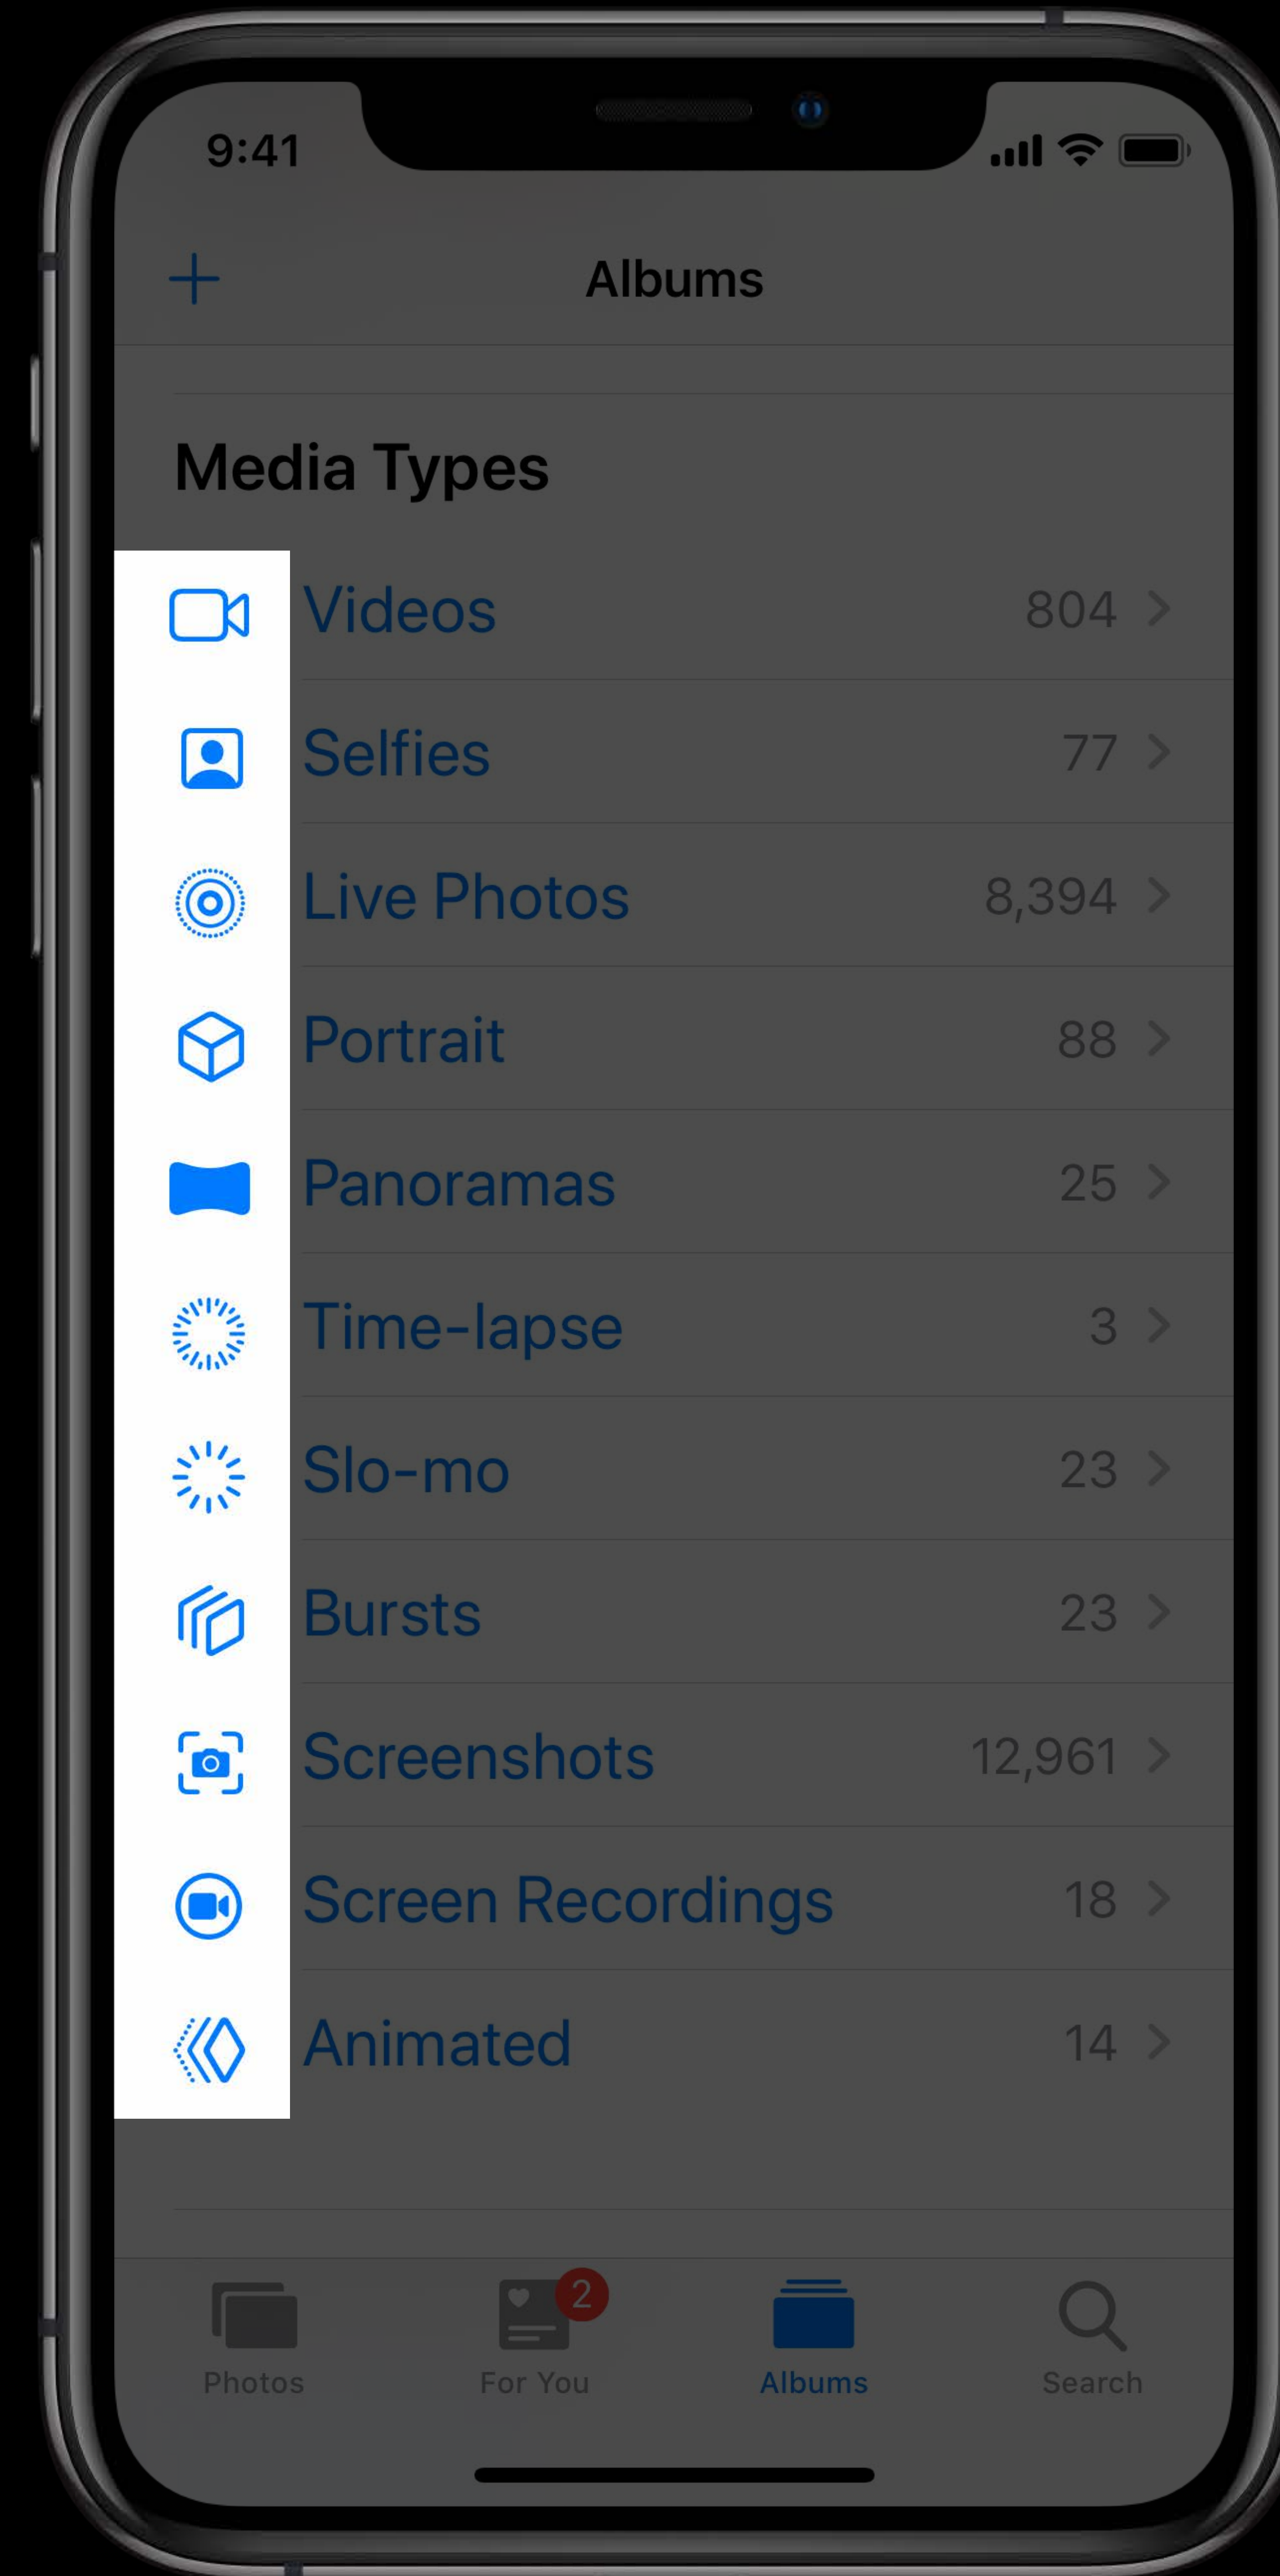 9:41
Albums
Media Types
Videos 804
Selfies 77
Live Photos 8,394
Portrait 88
Panoramas 25
Time-lapse 3
Slo-mo 23
Bursts 23
Screenshots 12,961
Screen Recordings 18
Animated 14
2
Photos For You Albums Search